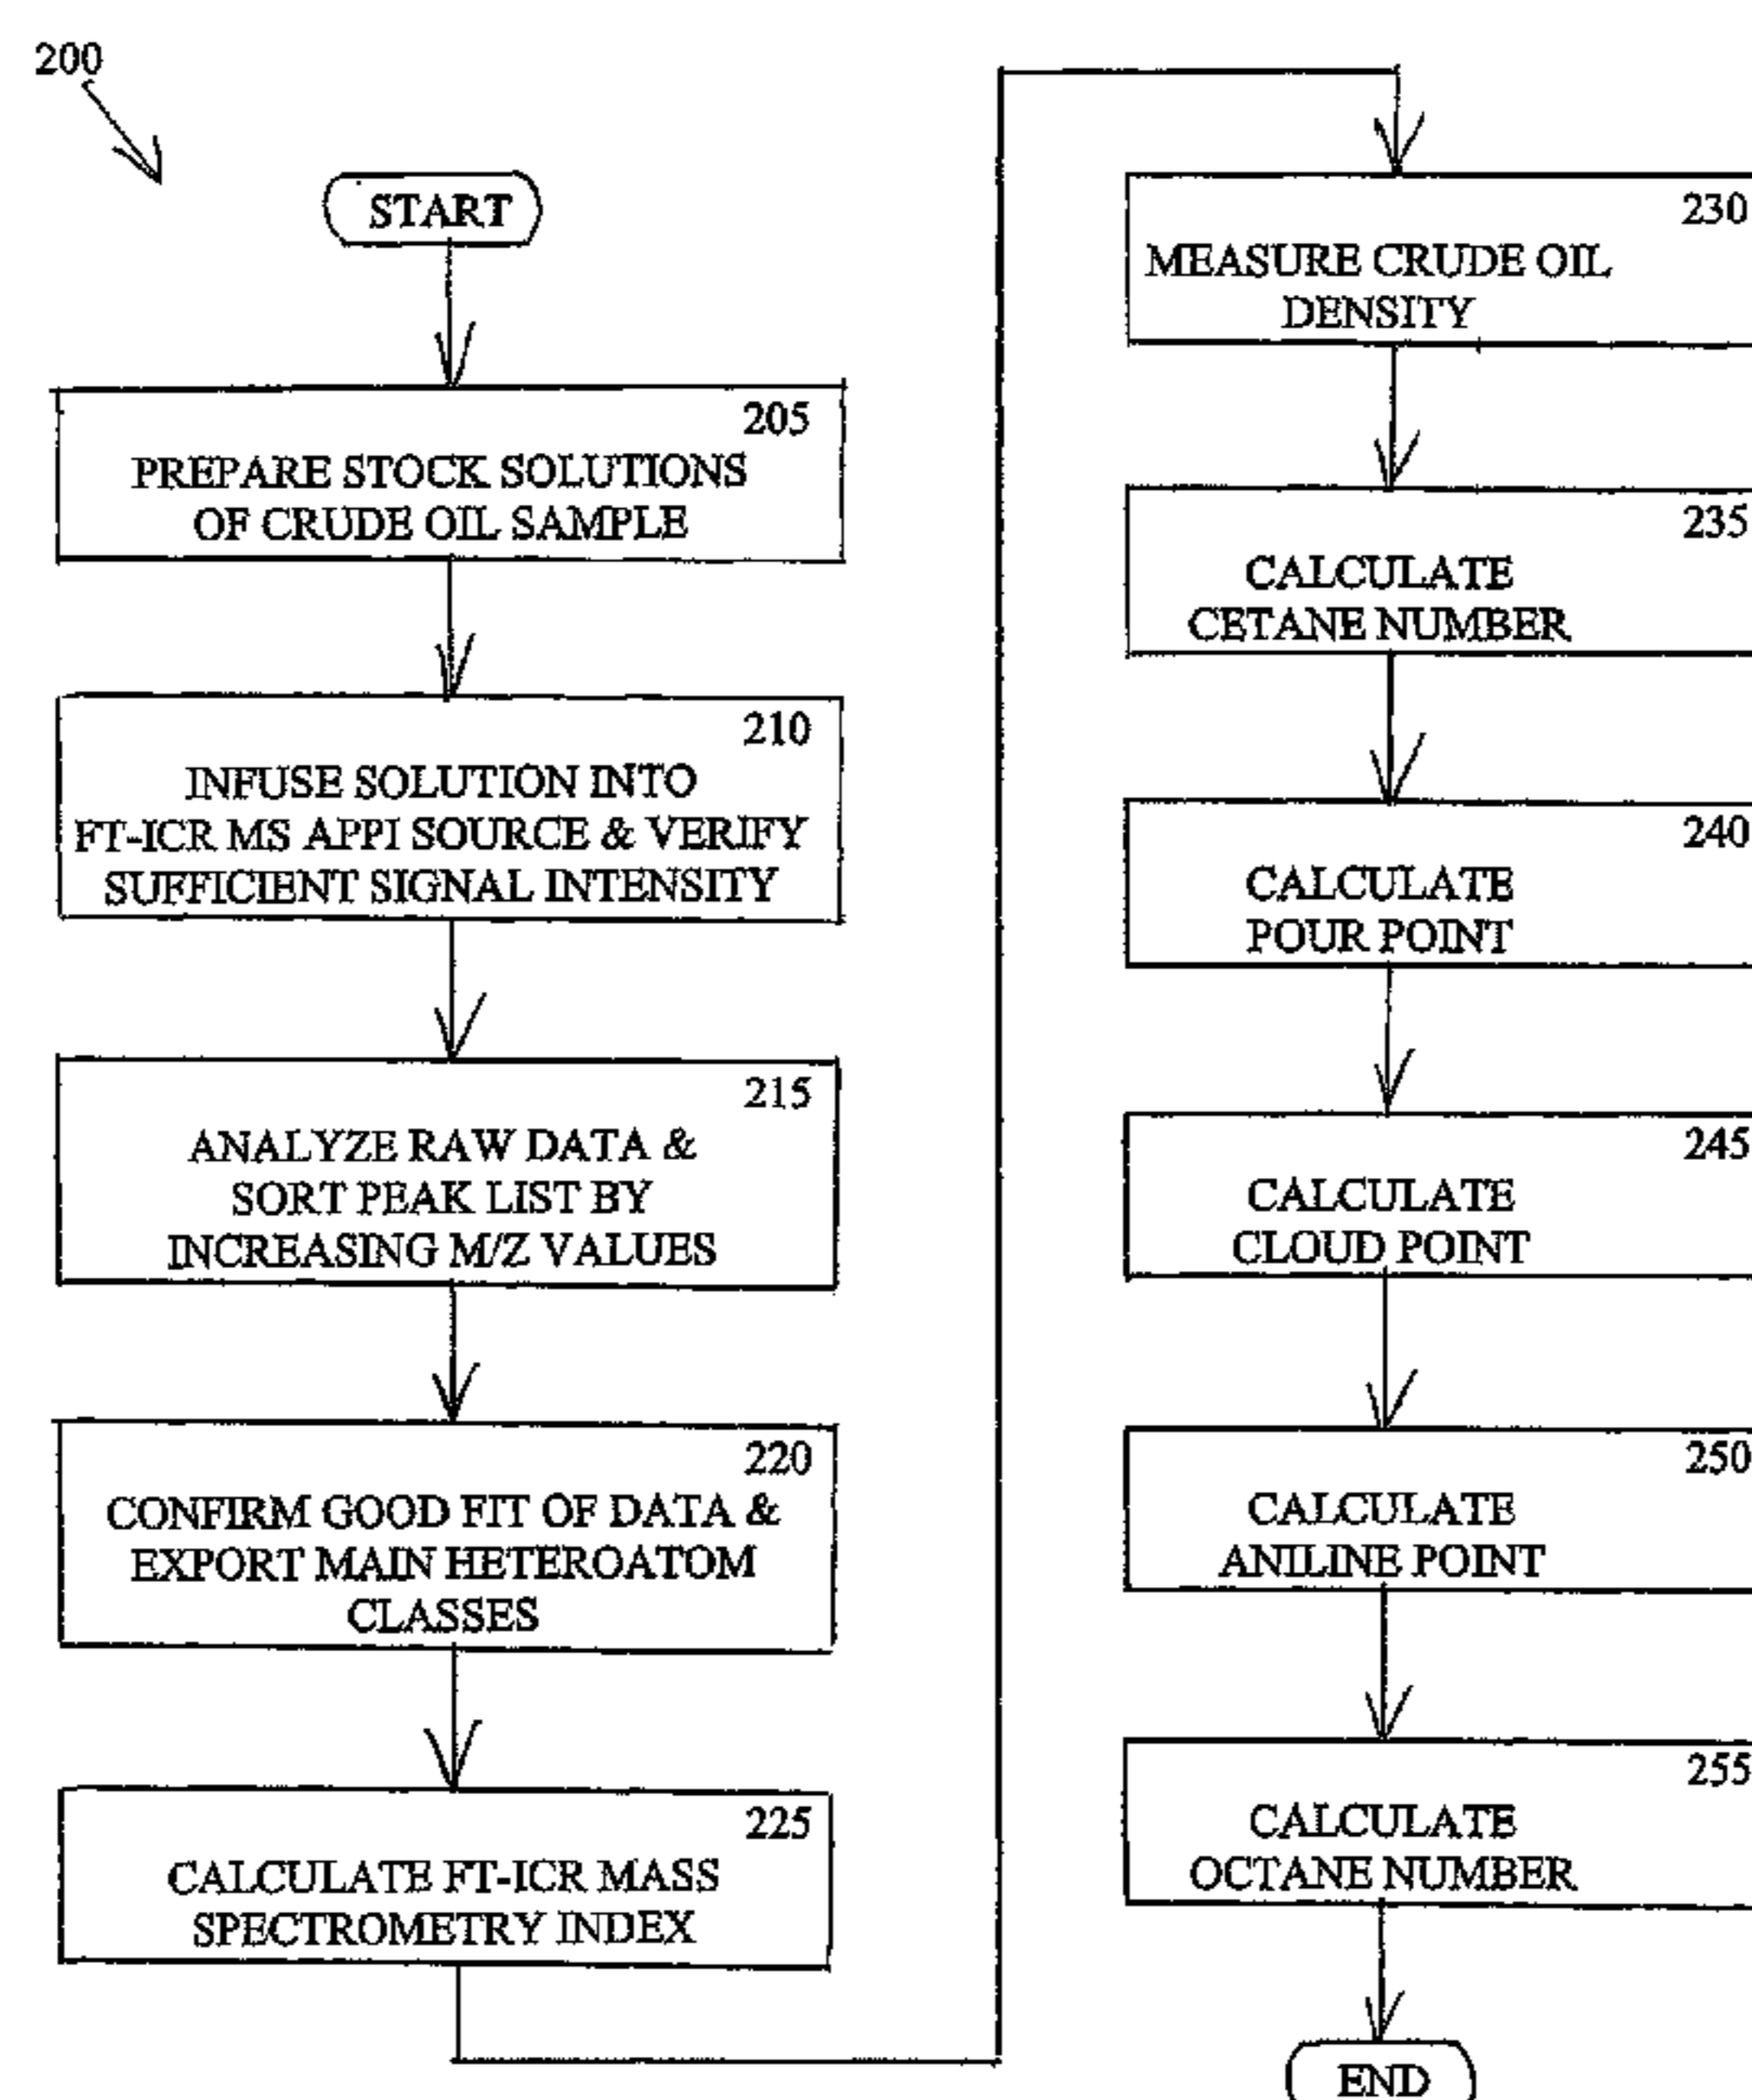 200
START
205
PREPARE STOCK SOLUTIONS
OF CRUDE OIL SAMPLE
210
INFUSE SOLUTION INTO
FT-ICR MS APPI SOURCE & VERIFY
SUFFICIENT SIGNAL INTENSITY
215
ANALYZE RAW DATA &
SORT PEAK LIST BY
INCREASING M/Z VALUES
220
CONFIRM GOOD FIT OF DATA &
EXPORT MAIN HETEROATOM
CLASSES
225
CALCULATE FT-ICR MASS
SPECTROMETRY INDEX
230
MEASURE CRUDE OIL
DENSITY
235
CALCULATE
CETANE NUMBER
240
CALCULATE
POUR POINT
245
CALCULATE
CLOUD POINT
250
CALCULATE
ANILINE POINT
255
CALCULATE
OCTANE NUMBER
END